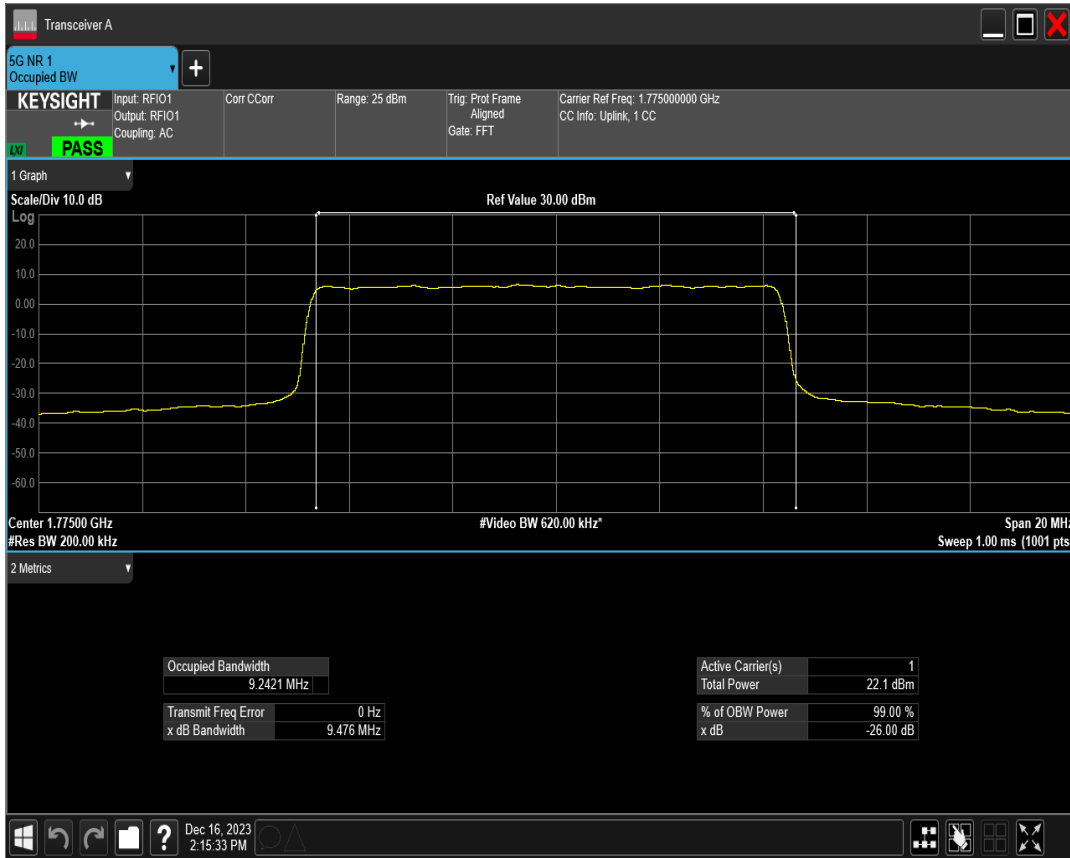 Transceiver A
5G NR 1
Occupied BW
KEYSIGHT
LXI
PASS
Input: RFIO1
Output: RFIO1
Coupling: AC
Corr CCorr
Range: 25 dBm
Trig: Prot Frame
Aligned
Gate: FFT
Carrier Ref Freq: 1.775000000 GHz
CC Info: Uplink, 1 CC
1 Graph
Scale/Div 10.0 dB
Ref Value 30.00 dBm
Log
20.0
10.0
0.00
-10.0
-20.0
-30.0
-40.0
-50.0
-60.0
Center 1.77500 GHz
#Video BW 620.00 kHz*
Span 20 MHz
#Res BW 200.00 kHz
Sweep 1.00 ms (1001 pts
2 Metrics
Occupied Bandwidth
9.2421 MHz
Transmit Freq Error 0 Hz
x dB Bandwidth 9.476 MHz
Active Carrier(s) 1
Total Power 22.1 dBm
% of OBW Power 99.00 %
x dB -26.00 dB
?
Dec 16, 2023
2:15:33 PM